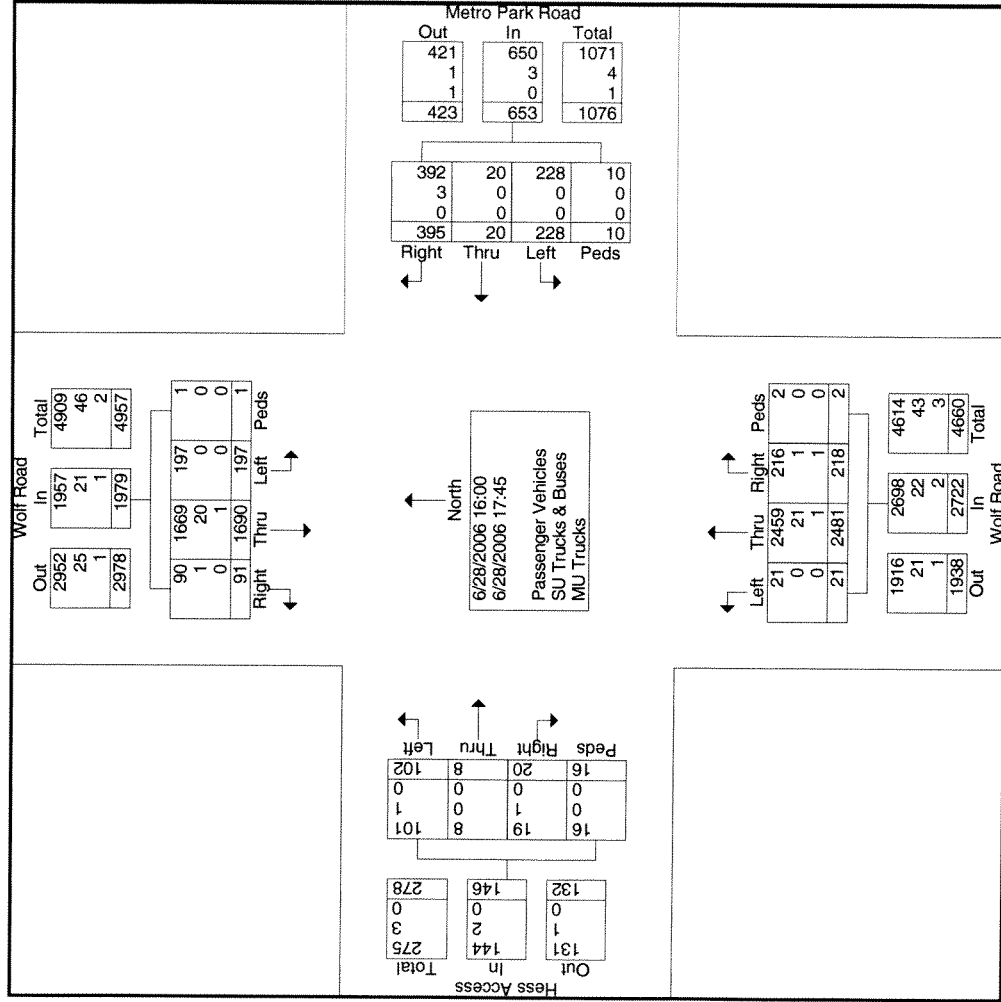 Metro Park Road
Out In Total
421 650 1071
1 3 4
1 0 1
423 653 1076
392 20 228 10
3 0 0 0
0 0 0 0
395 20 228 10
Right Thru Left Peds
Wolf Road
Out In Total
2952 1957 4909
25 21 46
1 1 2
2978 1979 4957
90 1669 197 1
1 20 0 0
0 1 0 0
91 1690 197 1
Right Thru Left Peds
North
6/28/2006 16:00
6/28/2006 17:45
Passenger Vehicles
SU Trucks & Buses
MU Trucks
Left Thru Right Peds
21 2459 216 2
0 21 1 0
0 1 1 0
21 2481 218 2
1916 2698 4614
21 22 43
1 2 3
1938 2722 4660
Out In Total
Wolf Road
Peds Right Thru Left
16 20 8 102
0 0 0 0
0 1 0 1
16 19 8 101
132 146 278
0 0 0
1 2 3
131 144 275
Out In Total
Hess Access